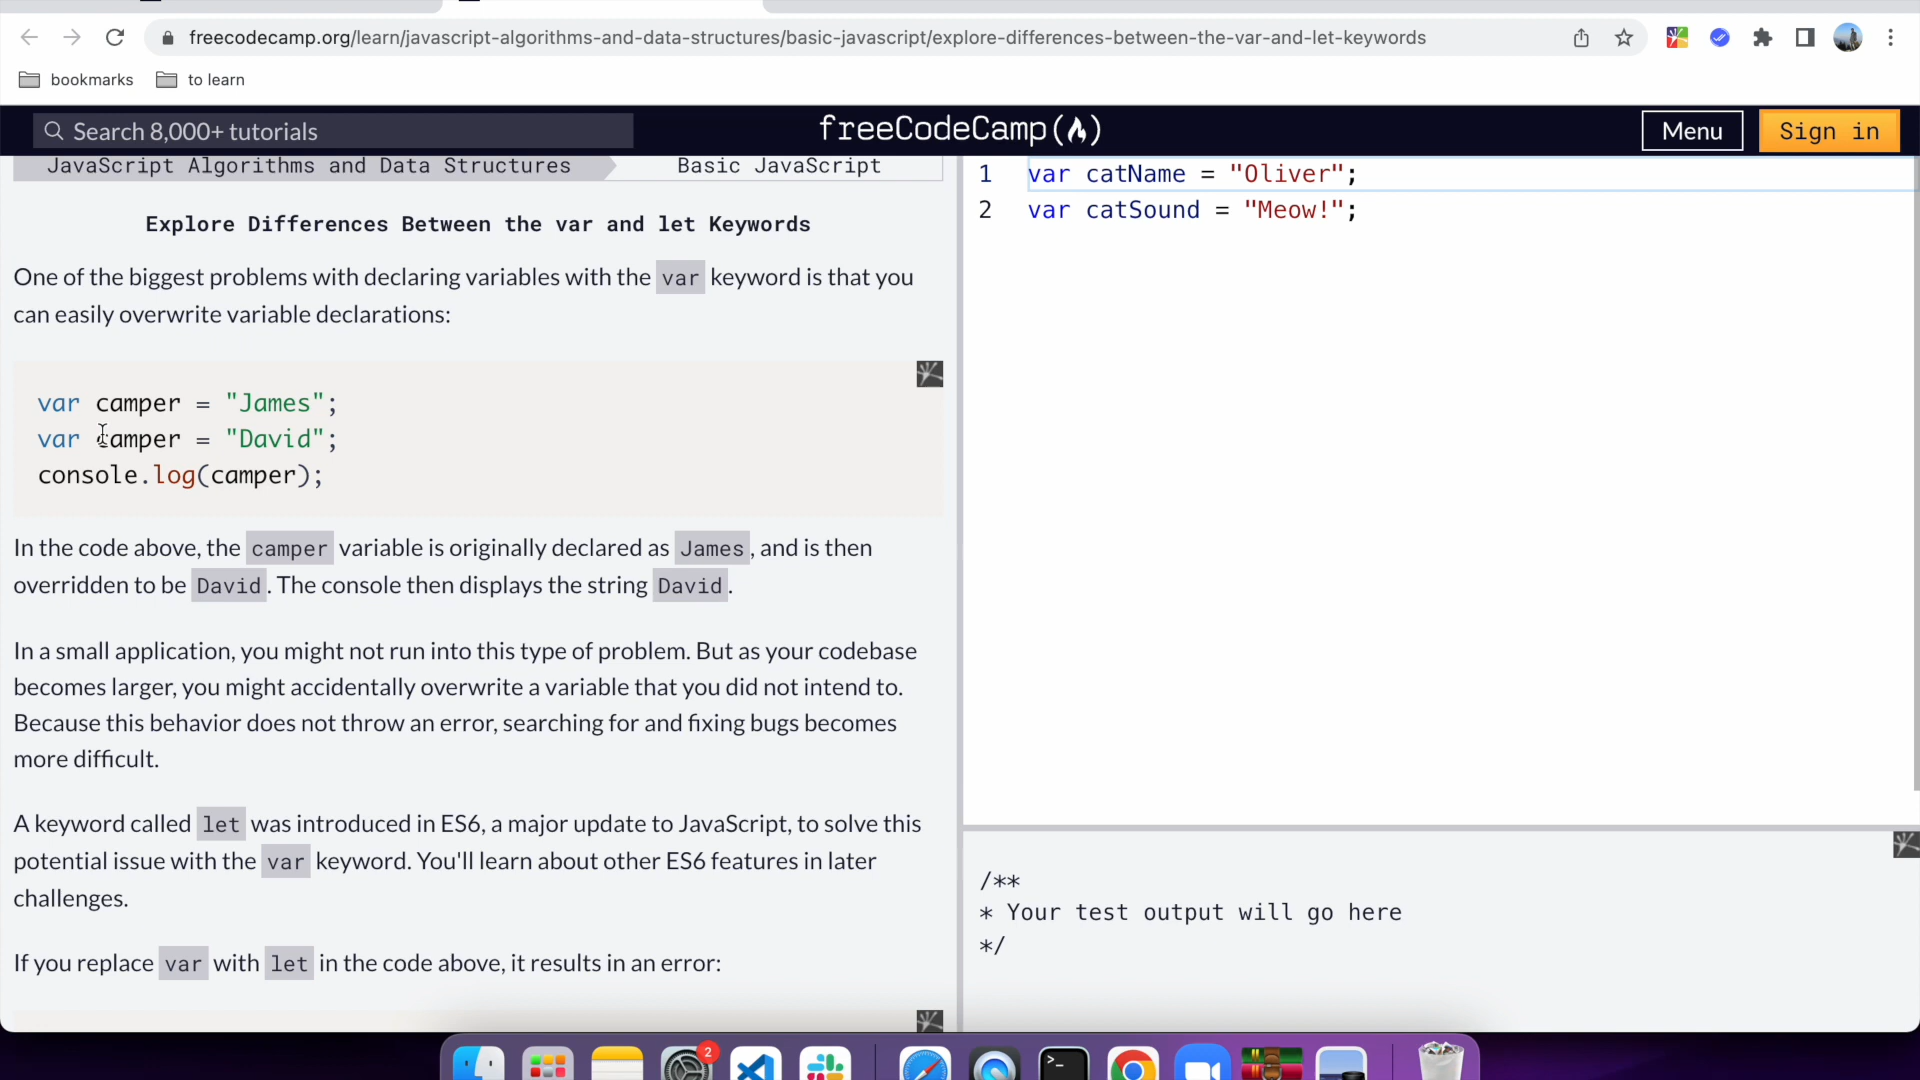 freecodecamp.org/learn/javascript-algorithms-and-data-structures/basic-javascript/explore-differences-between-the-var-and-let-keywords
bookmarks to learn
Search 8,000+ tutorials
freeCodeCamp(🔥)
Menu
Sign in
JavaScript Algorithms and Data Structures
Basic JavaScript
Explore Differences Between the var and let Keywords
One of the biggest problems with declaring variables with the var keyword is that you
can easily overwrite variable declarations:
var camper = "James";
var camper = "David";
console.log(camper);
In the code above, the camper variable is originally declared as James, and is then
overridden to be David. The console then displays the string David.
In a small application, you might not run into this type of problem. But as your codebase
becomes larger, you might accidentally overwrite a variable that you did not intend to.
Because this behavior does not throw an error, searching for and fixing bugs becomes
more difficult.
A keyword called let was introduced in ES6, a major update to JavaScript, to solve this
potential issue with the var keyword. You'll learn about other ES6 features in later
challenges.
If you replace var with let in the code above, it results in an error:
1 var catName = "Oliver";
2 var catSound = "Meow!";
/**
* Your test output will go here
*/
2
>_